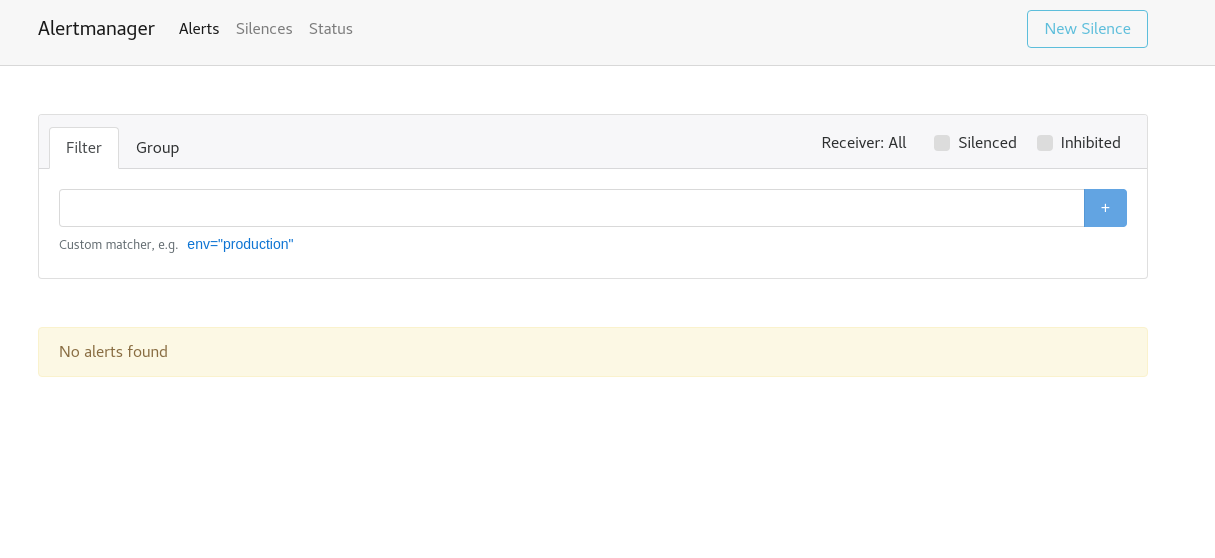 Alertmanager Alerts Silences Status New Silence
Filter Group Receiver: All Silenced Inhibited
+
Custom matcher, e.g. env="production"
No alerts found